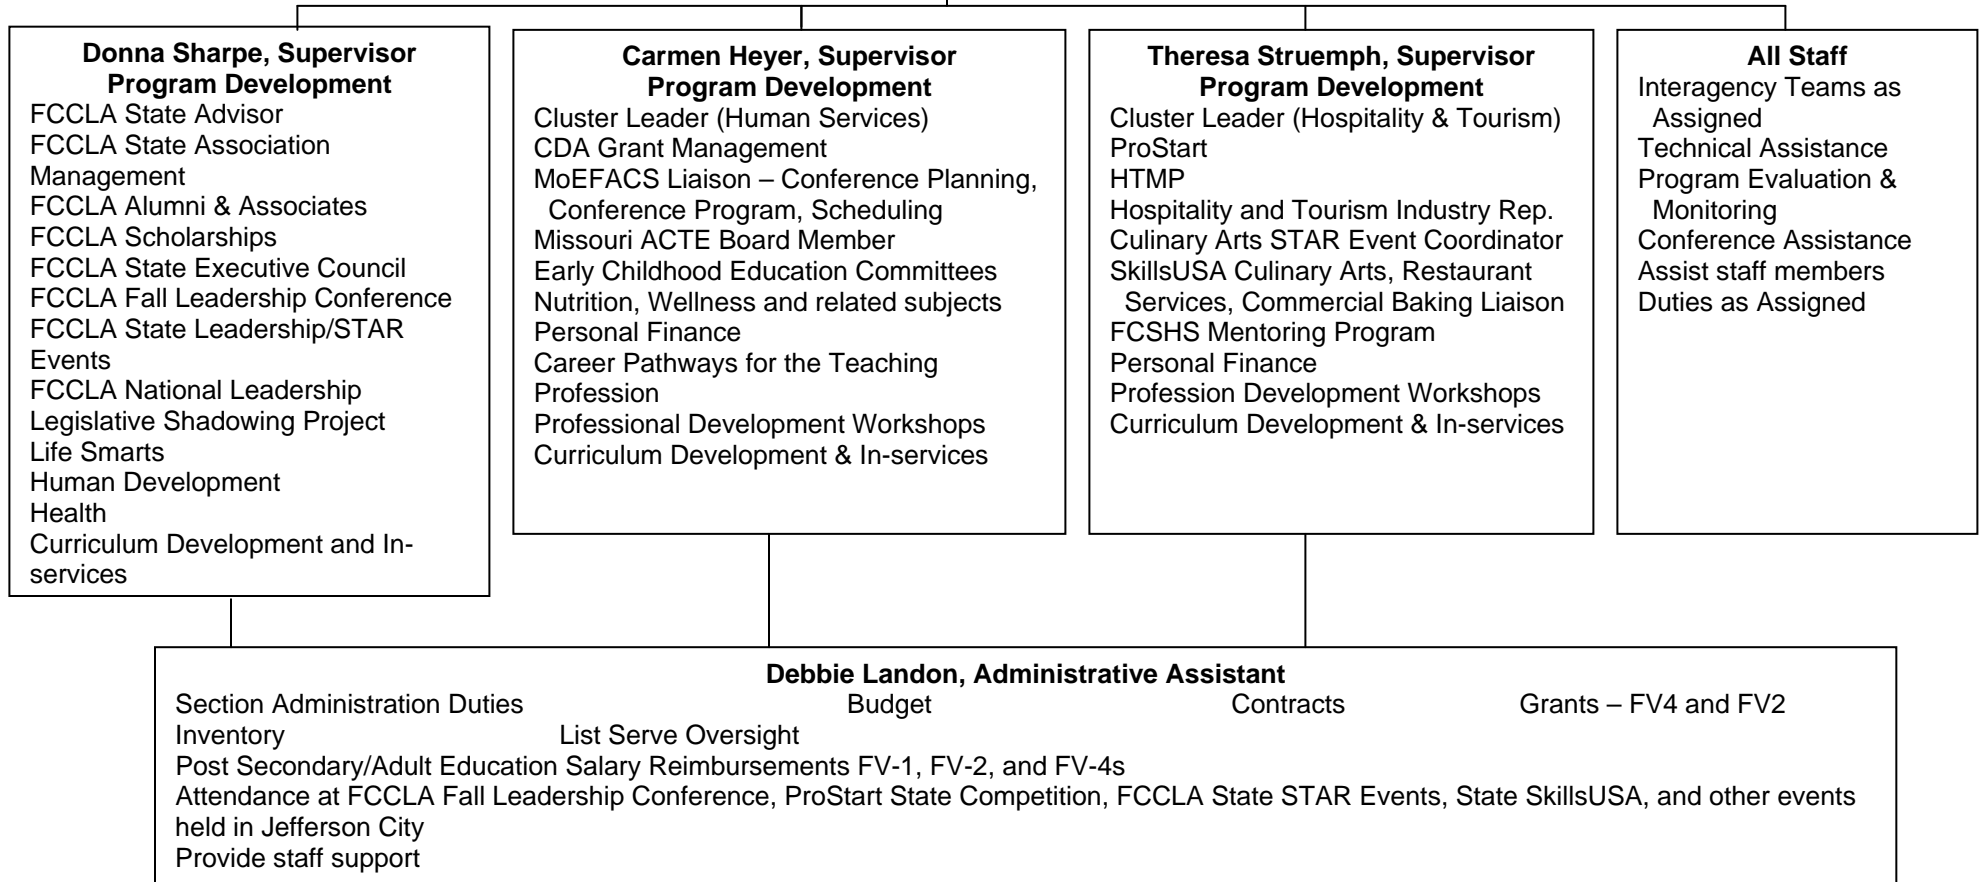 Donna Sharpe, Supervisor
Program Development
FCCLA State Advisor
FCCLA State Association
Management
FCCLA Alumni & Associates
FCCLA Scholarships
FCCLA State Executive Council
FCCLA Fall Leadership Conference
FCCLA State Leadership/STAR
Events
FCCLA National Leadership
Legislative Shadowing Project
Life Smarts
Human Development
Health
Curriculum Development and In-
services
Carmen Heyer, Supervisor
Program Development
Cluster Leader (Human Services)
CDA Grant Management
MoEFACS Liaison – Conference Planning,
Conference Program, Scheduling
Missouri ACTE Board Member
Early Childhood Education Committees
Nutrition, Wellness and related subjects
Personal Finance
Career Pathways for the Teaching
Profession
Professional Development Workshops
Curriculum Development & In-services
Theresa Struemph, Supervisor
Program Development
Cluster Leader (Hospitality & Tourism)
ProStart
HTMP
Hospitality and Tourism Industry Rep.
Culinary Arts STAR Event Coordinator
SkillsUSA Culinary Arts, Restaurant
Services, Commercial Baking Liaison
FCSHS Mentoring Program
Personal Finance
Profession Development Workshops
Curriculum Development & In-services
All Staff
Interagency Teams as
Assigned
Technical Assistance
Program Evaluation &
Monitoring
Conference Assistance
Assist staff members
Duties as Assigned
Debbie Landon, Administrative Assistant
Section Administration Duties Budget Contracts Grants – FV4 and FV2
Inventory List Serve Oversight
Post Secondary/Adult Education Salary Reimbursements FV-1, FV-2, and FV-4s
Attendance at FCCLA Fall Leadership Conference, ProStart State Competition, FCCLA State STAR Events, State SkillsUSA, and other events
held in Jefferson City
Provide staff support